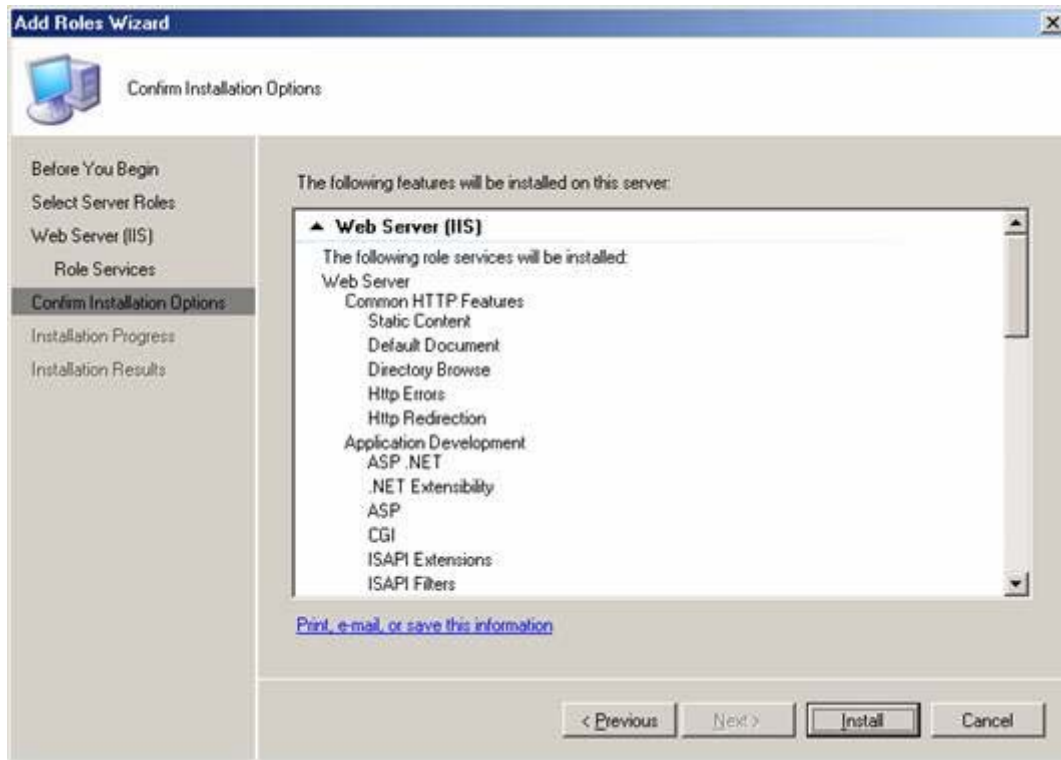 Add Roles Wizard
Confirm Installation Options
Before You Begin
Select Server Roles
Web Server (IIS)
Role Services
Confirm Installation Options
Installation Progress
Installation Results
The following features will be installed on this server:
Web Server (IIS)
The following role services will be installed:
Web Server
Common HTTP Features
Static Content
Default Document
Directory Browse
Http Errors
Http Redirection
Application Development
ASP .NET
.NET Extensibility
ASP
CGI
ISAPI Extensions
ISAPI Filters
Print, e-mail, or save this information
< Previous Next > Install Cancel